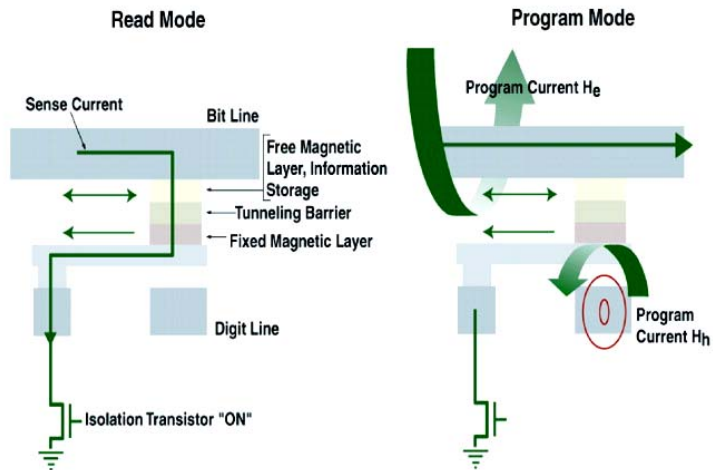 Read Mode
Program Mode
Sense Current
Bit Line
Free Magnetic
Layer, Information
Storage
Tunneling Barrier
Fixed Magnetic Layer
Digit Line
Isolation Transistor "ON"
Program Current He
Program
Current Hh